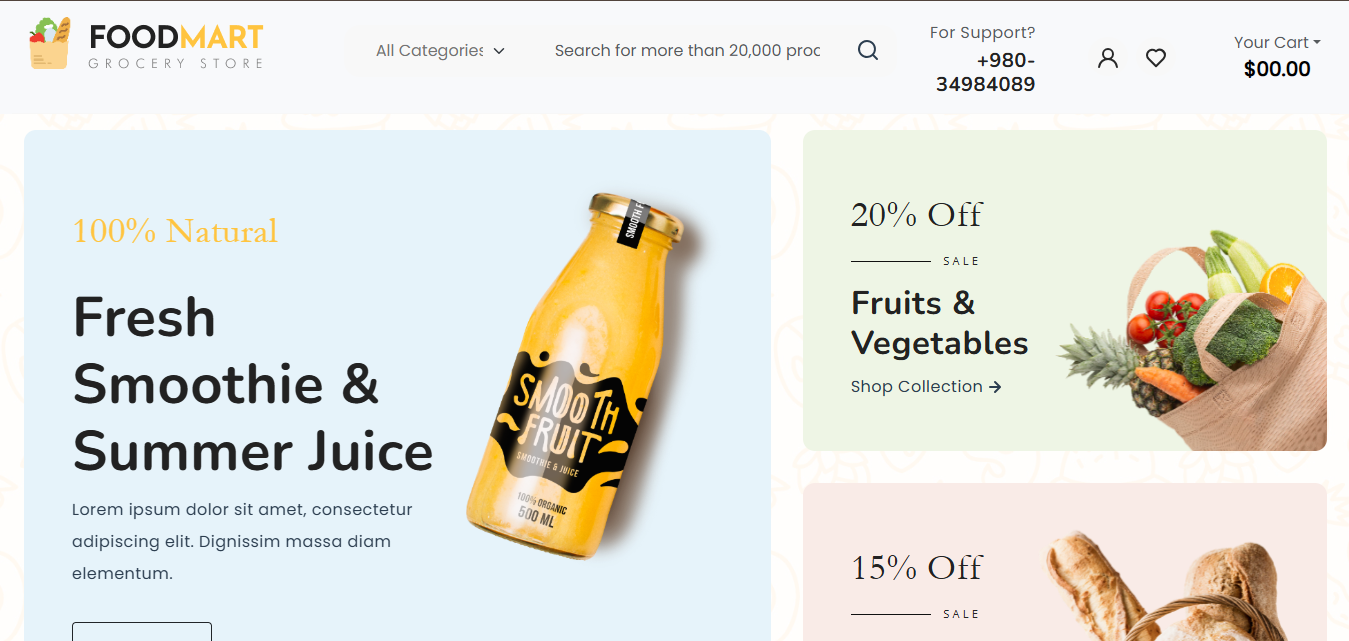 FOODMART
GROCERY STORE
All Categories
Search for more than 20,000 proc
For Support?
+980-
34984089
Your Cart
$00.00
100% Natural
Fresh
Smoothie &
Summer Juice
Lorem ipsum dolor sit amet, consectetur
adipiscing elit. Dignissim massa diam
elementum.
SMOOTH F
SMOOTH
FRUIT
SMOOTHIE & JUICE
100% ORGANIC
500 ML
20% Off
SALE
Fruits &
Vegetables
Shop Collection
15% Off
SALE